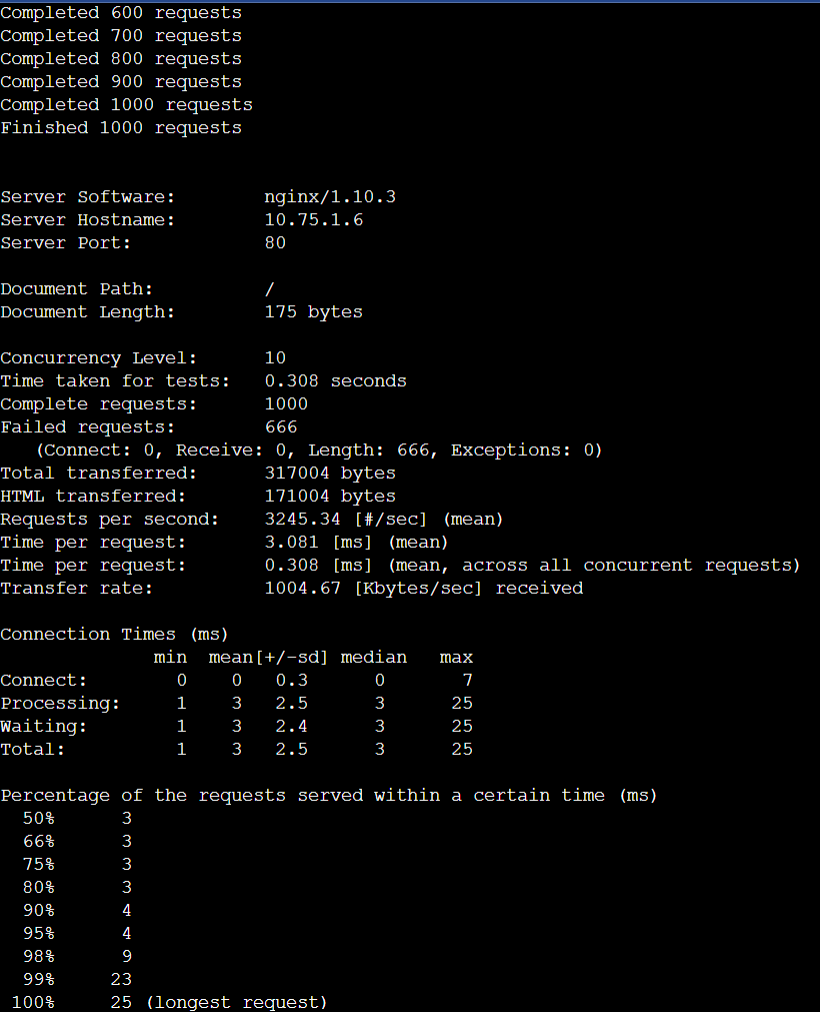 Completed 600 requests
Completed 700 requests
Completed 800 requests
Completed 900 requests
Completed 1000 requests
Finished 1000 requests
Server Software: nginx/1.10.3
Server Hostname: 10.75.1.6
Server Port: 80
Document Path: /
Document Length: 175 bytes
Concurrency Level: 10
Time taken for tests: 0.308 seconds
Complete requests: 1000
Failed requests: 666
(Connect: 0, Receive: 0, Length: 666, Exceptions: 0)
Total transferred: 317004 bytes
HTML transferred: 171004 bytes
Requests per second: 3245.34 [#/sec] (mean)
Time per request: 3.081 [ms] (mean)
Time per request: 0.308 [ms] (mean, across all concurrent requests)
Transfer rate: 1004.67 [Kbytes/sec] received
Connection Times (ms)
min mean[+/-sd] median max
Connect: 0 0 0.3 0 7
Processing: 1 3 2.5 3 25
Waiting: 1 3 2.4 3 25
Total: 1 3 2.5 3 25
Percentage of the requests served within a certain time (ms)
50% 3
66% 3
75% 3
80% 3
90% 4
95% 4
98% 9
99% 23
100% 25 (longest request)